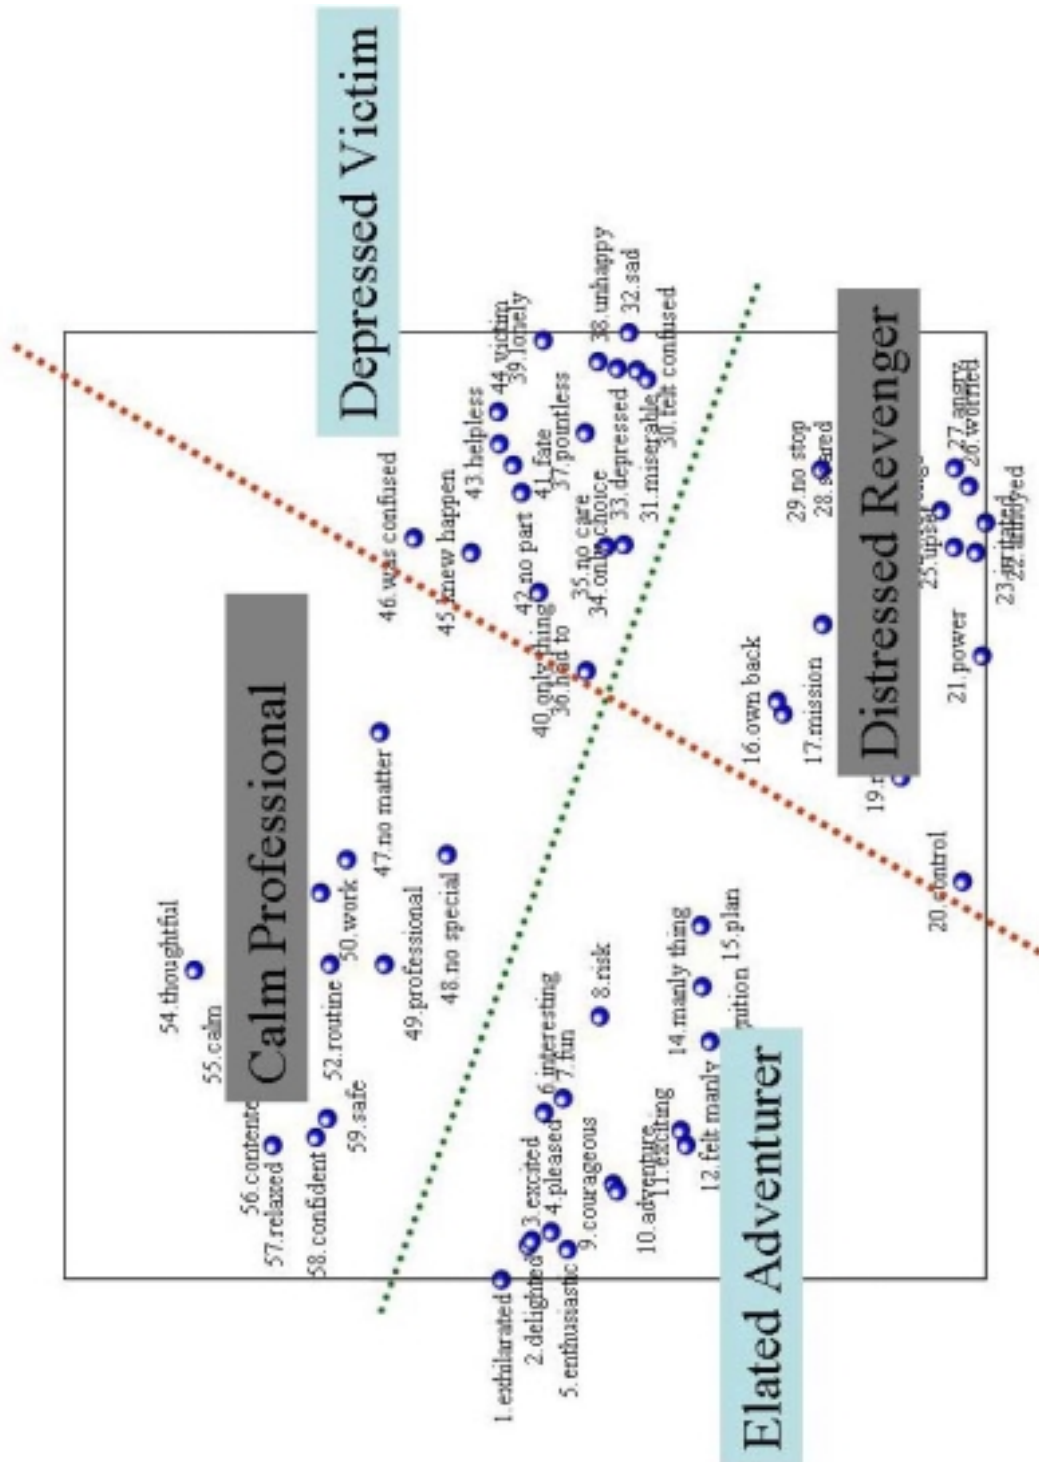 Depressed Victim
Calm Professional
Distressed Revenger
Elated Adventurer
54.thoughtful
55.calm
57.relaxed
58.confident
59.safe
52.routine
50.work
47.no matter
49.professional
48.no special
46.was confused
45.knew happen
43.helpless
44.victim
39.lonely
42.no part
41.fate
37.pointless
40.only thing
36.had to
35.no care
34.only choice
33.depressed
31.miserable
38.unhappy
32.sad
30.felt confused
1.exhilarated
2.delighted
3.excited
4.pleased
5.enthusiastic
6.interesting
7.fun
8.risk
9.courageous
10.adventure
11.exciting
12.felt manly
14.manly thing
15.plan
16.own back
17.mission
20.control
21.power
29.no stop
28.scared
25.upset
27.angry
26.worried
23.irritated
22.annoyed